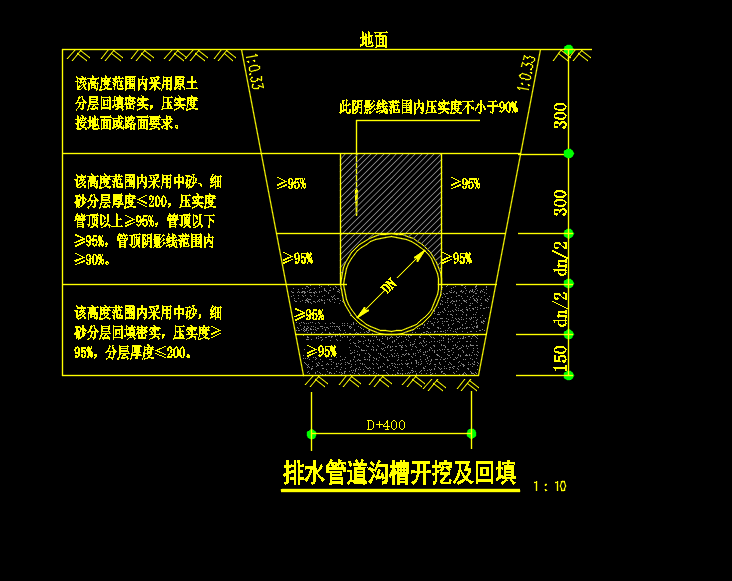 地面
1:0.33
1:0.33
该高度范围内采用原土
分层回填密实，压实度
按地面或路面要求。
此阴影线范围内压实度不小于90%
300
该高度范围内采用中砂、细
砂分层厚度≤200，压实度
管顶以上≥95%，管顶以下
≥95%，管顶阴影线范围内
≥90%。
≥95%
≥95%
300
≥95%
≥95%
dn/2
DN
该高度范围内采用中砂，细
砂分层回填密实，压实度≥
95%，分层厚度≤200。
≥95%
dn/2
≥95%
150
D+400
排水管道沟槽开挖及回填
1：10